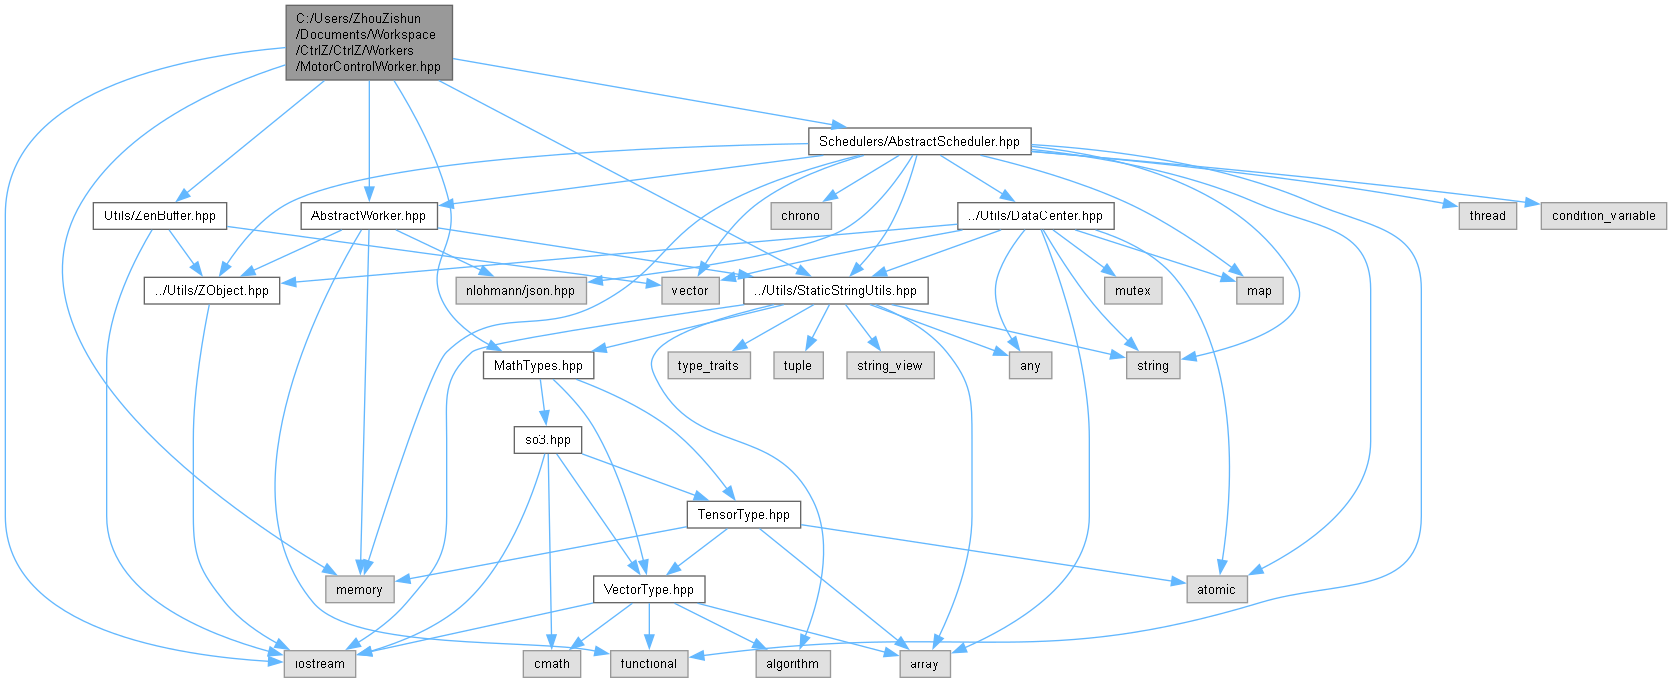 C:/Users/ZhouZishun
/Documents/Workspace
/CtrlZ/CtrlZ/Workers
/MotorControlWorker.hpp
Schedulers/AbstractScheduler.hpp
Utils/ZenBuffer.hpp
AbstractWorker.hpp
chrono
../Utils/DataCenter.hpp
thread
condition_variable
../Utils/ZObject.hpp
nlohmann/json.hpp
vector
../Utils/StaticStringUtils.hpp
mutex
map
MathTypes.hpp
type_traits
tuple
string_view
any
string
so3.hpp
TensorType.hpp
memory
VectorType.hpp
atomic
iostream
cmath
functional
algorithm
array